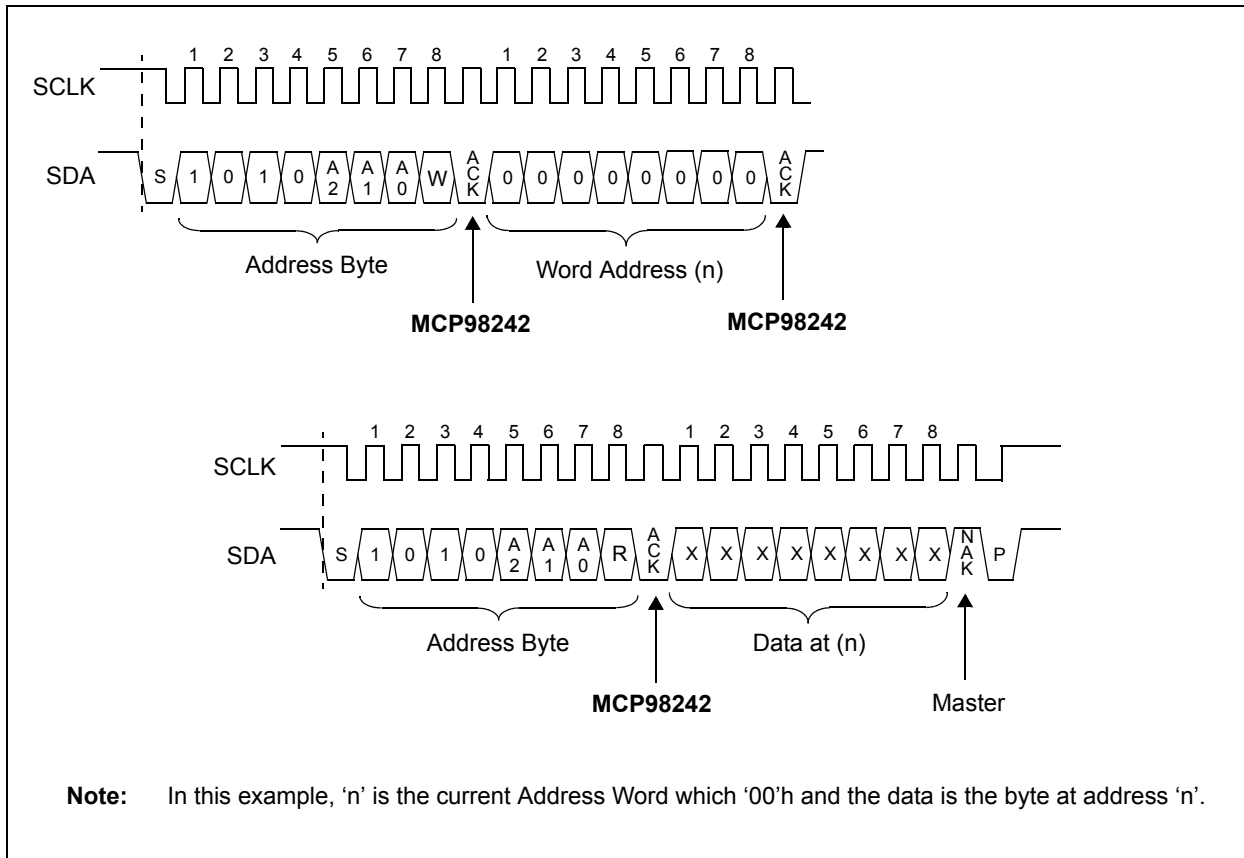 1 2 3 4 5 6 7 8 1 2 3 4 5 6 7 8
SCLK
SDA S 1 0 1 0 A2 A1 A0 W ACK 0 0 0 0 0 0 0 0 ACK
Address Byte Word Address (n)
MCP98242 MCP98242
1 2 3 4 5 6 7 8 1 2 3 4 5 6 7 8
SCLK
SDA S 1 0 1 0 A2 A1 A0 R ACK X X X X X X X X NAK P
Address Byte Data at (n)
MCP98242 Master
Note: In this example, ‘n’ is the current Address Word which ‘00’h and the data is the byte at address ‘n’.